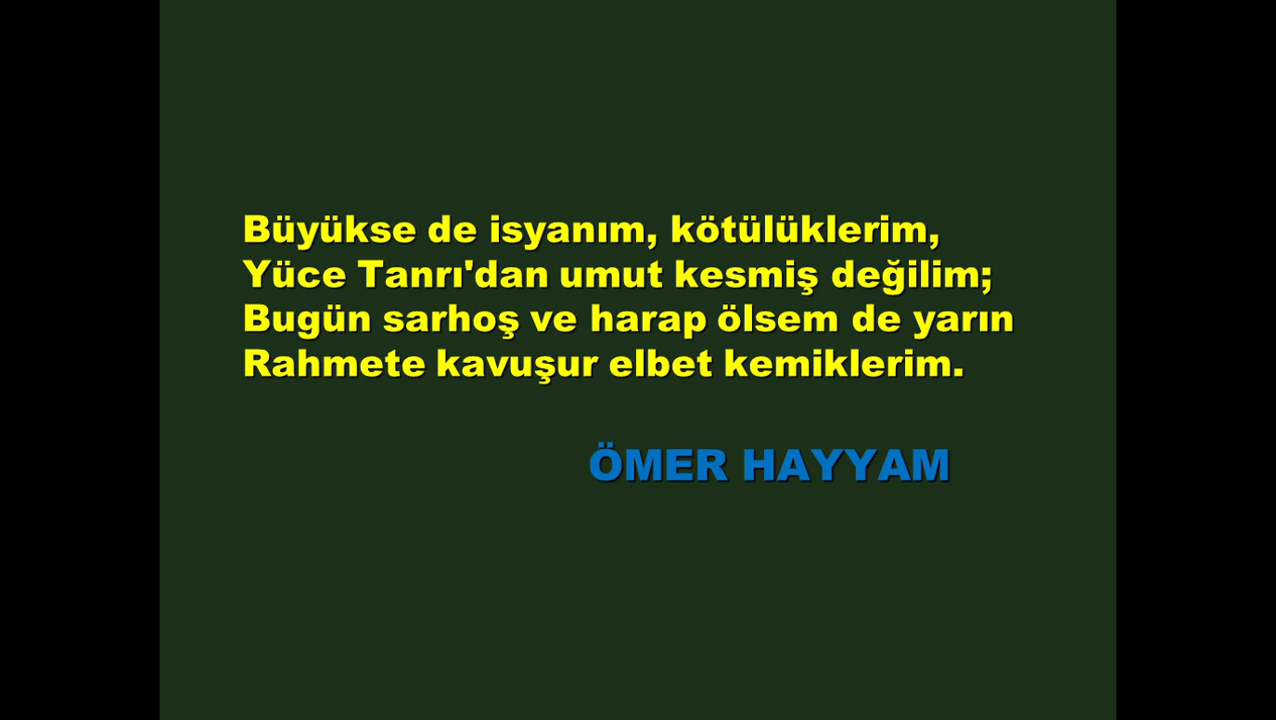 Büyükse de isyanım, kötülüklerim,
Yüce Tanrı'dan umut kesmiş değilim;
Bugün sarhoş ve harap ölsem de yarın
Rahmete kavuşur elbet kemiklerim.
ÖMER HAYYAM